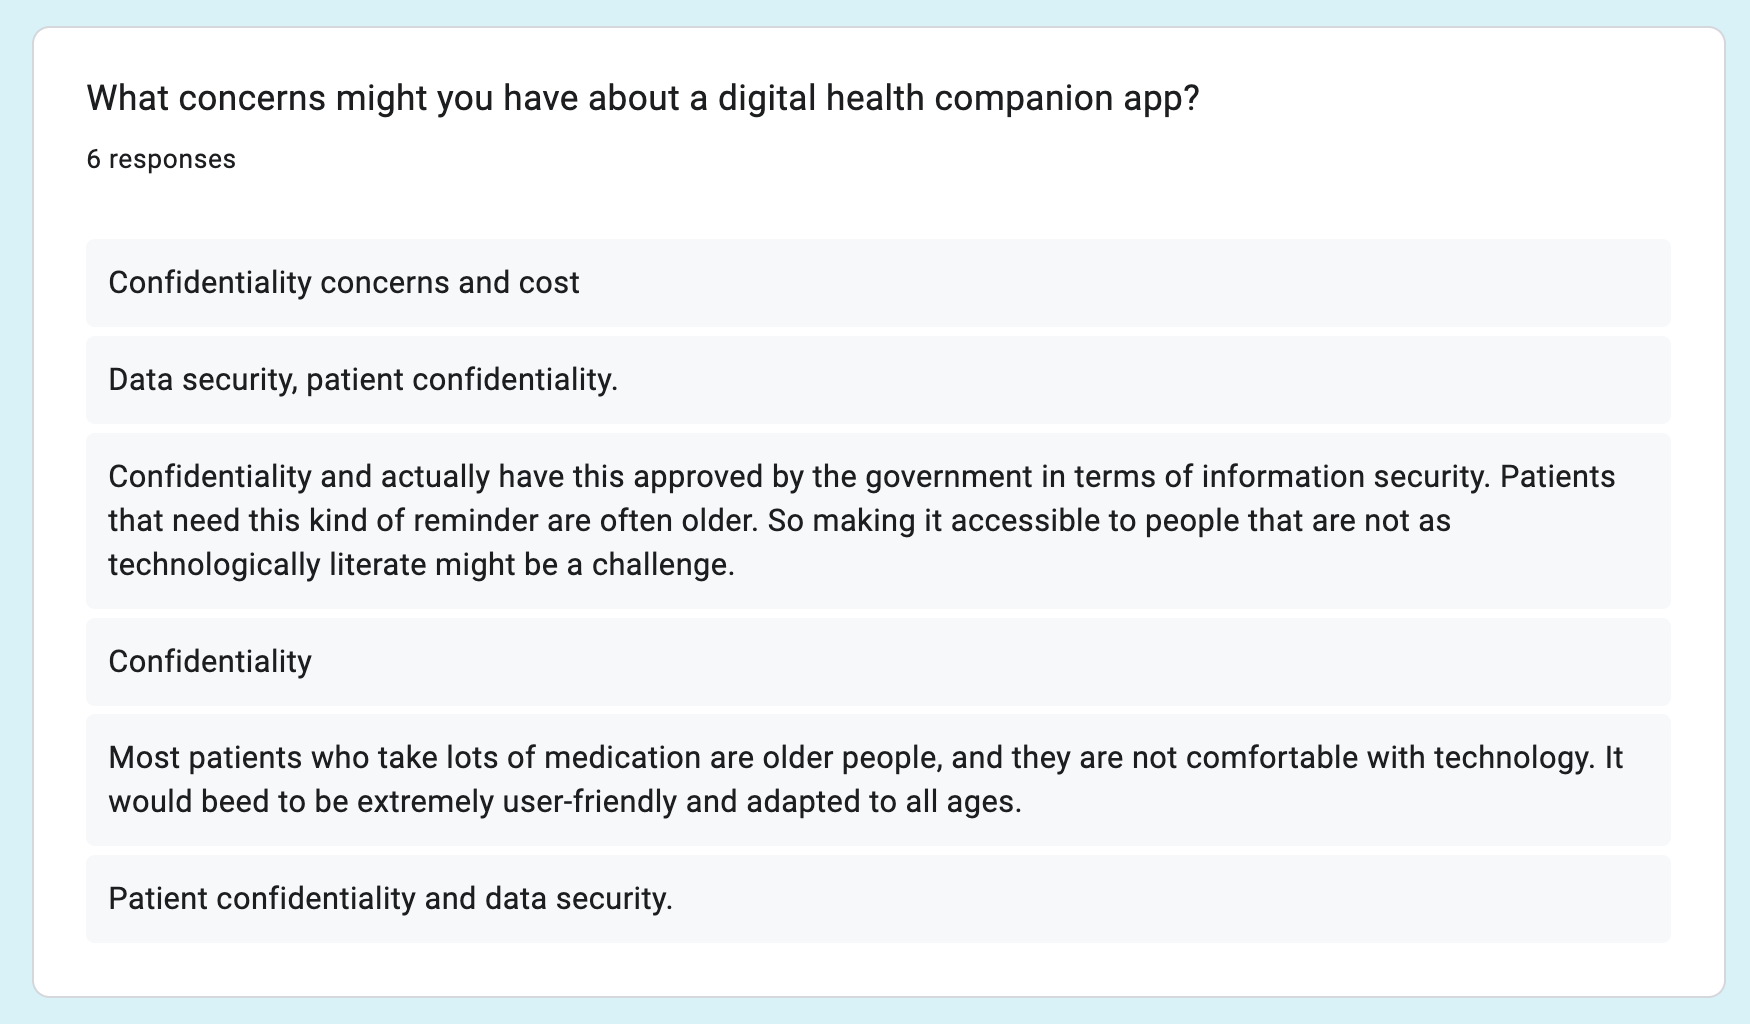 What concerns might you have about a digital health companion app?
6 responses
Confidentiality concerns and cost
Data security, patient confidentiality.
Confidentiality and actually have this approved by the government in terms of information security. Patients
that need this kind of reminder are often older. So making it accessible to people that are not as
technologically literate might be a challenge.
Confidentiality
Most patients who take lots of medication are older people, and they are not comfortable with technology. It
would beed to be extremely user-friendly and adapted to all ages.
Patient confidentiality and data security.